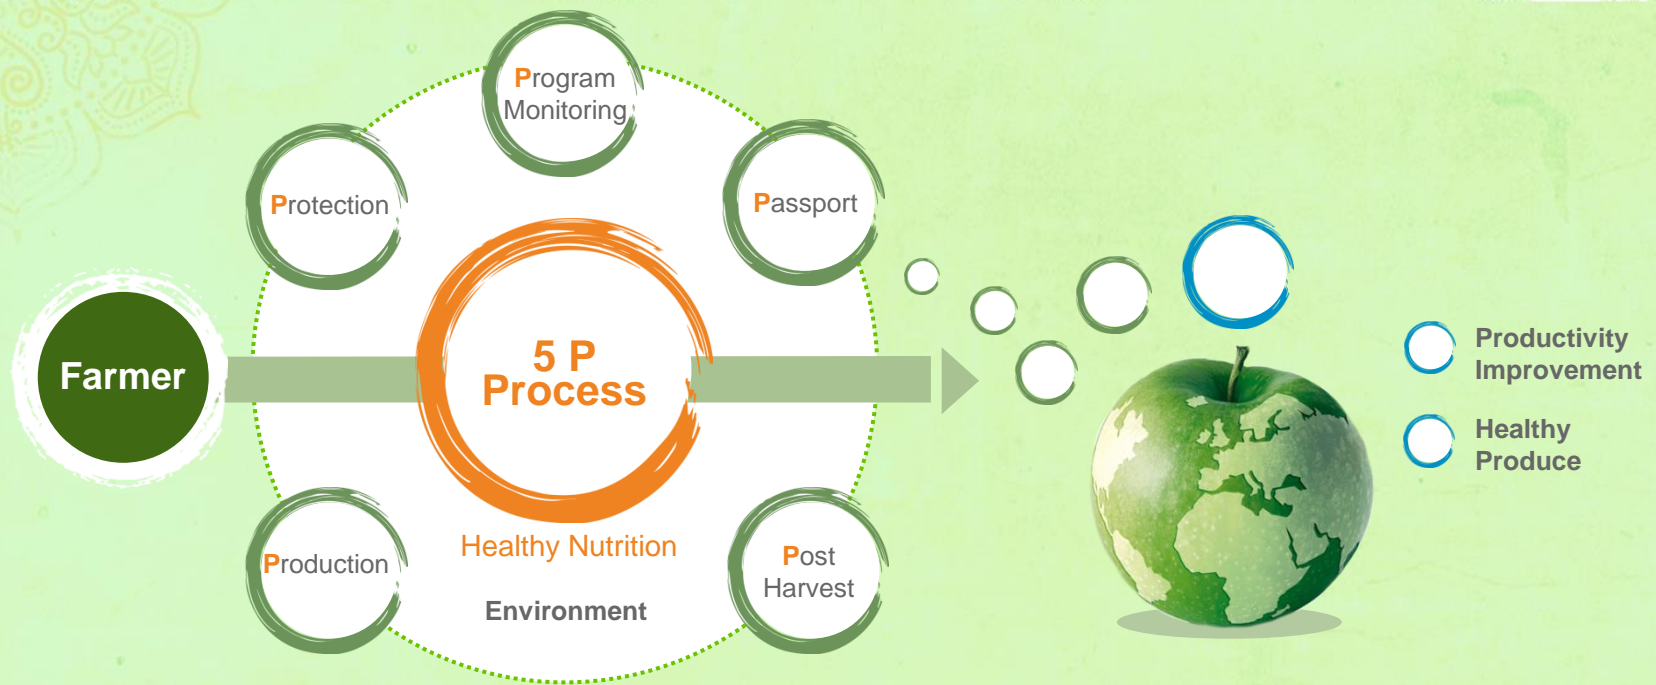 Program
Monitoring
Protection
Passport
Farmer
5 P
Process
Productivity
Improvement
Healthy
Produce
Production
Healthy Nutrition
Environment
Post
Harvest